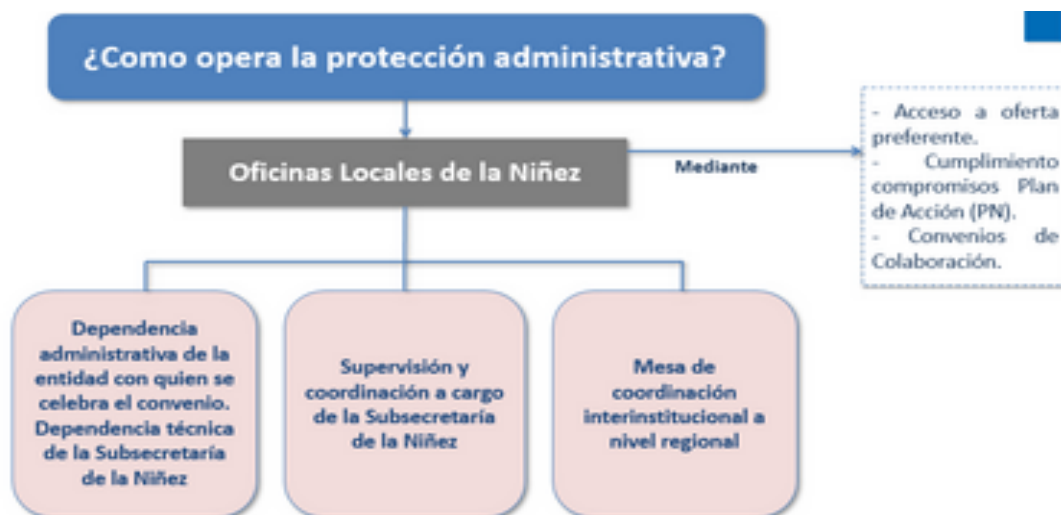 ¿Como opera la protección administrativa?
Oficinas Locales de la Niñez
Mediante
- Acceso a oferta
preferente.
- Cumplimiento
compromisos Plan
de Acción (PN).
- Convenios de
Colaboración.
Dependencia
administrativa de la
entidad con quien se
celebra el convenio.
Dependencia técnica
de la Subsecretaría
de la Niñez
Supervisión y
coordinación a cargo
de la Subsecretaría
de la Niñez
Mesa de
coordinación
interinstitucional a
nivel regional